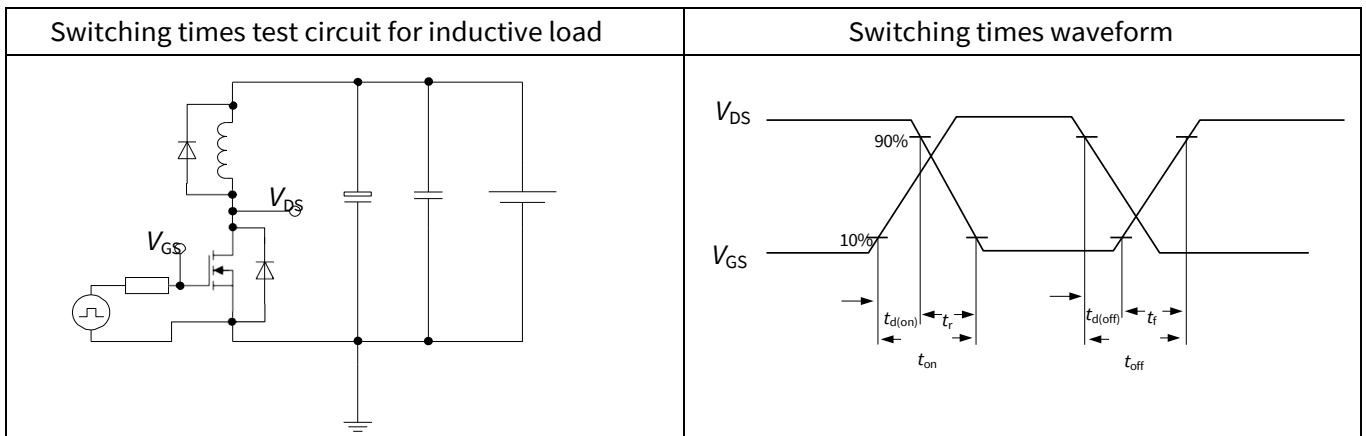 Switching times test circuit for inductive load
Switching times waveform
VDS
VGS
VDS
90%
10%
VGS
td(on)
tr
ton
td(off)
tf
toff